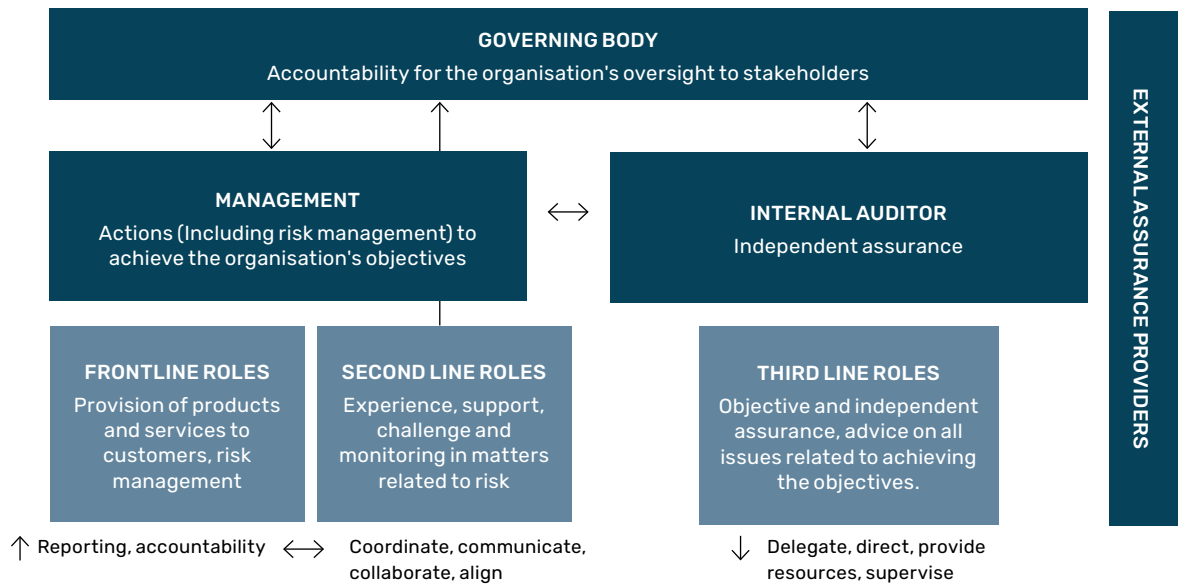 GOVERNING BODY
Accountability for the organisation's oversight to stakeholders
MANAGEMENT
Actions (Including risk management) to
achieve the organisation's objectives
INTERNAL AUDITOR
Independent assurance
FRONTLINE ROLES
Provision of products
and services to
customers, risk
management
SECOND LINE ROLES
Experience, support,
challenge and
monitoring in matters
related to risk
THIRD LINE ROLES
Objective and independent
assurance, advice on all
issues related to achieving
the objectives.
EXTERNAL ASSURANCE PROVIDERS
Reporting, accountability
Coordinate, communicate,
collaborate, align
Delegate, direct, provide
resources, supervise